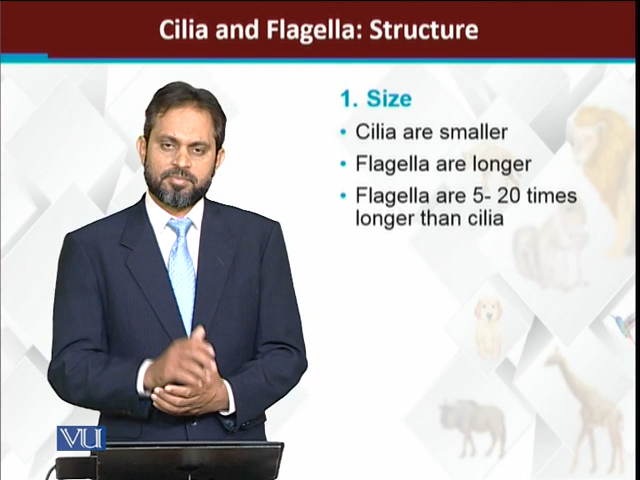 Cilia and Flagella: Structure
1. Size
• Cilia are smaller
• Flagella are longer
• Flagella are 5- 20 times
longer than cilia
VU